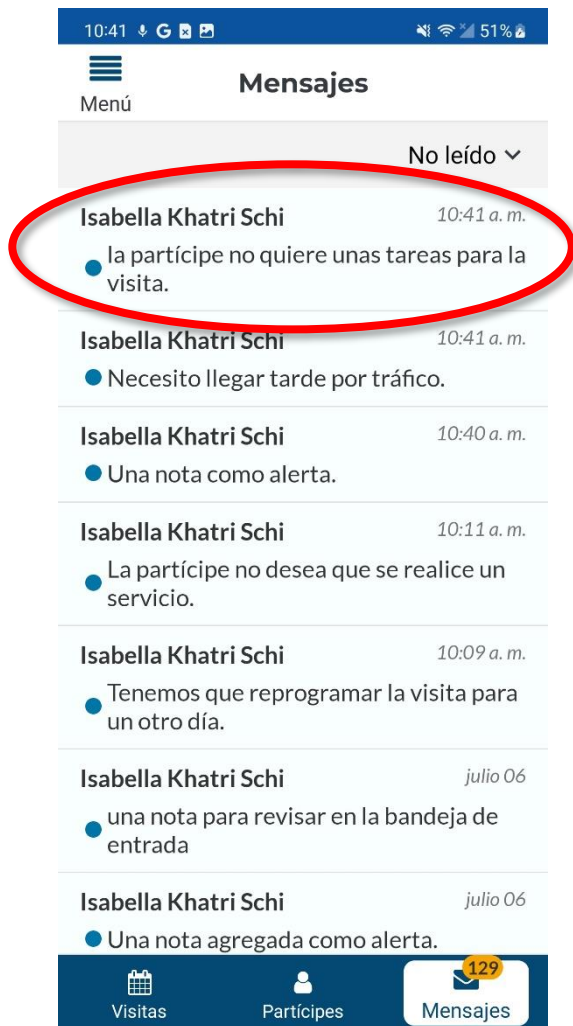 10:41 G 51%
Menú
Mensajes
No leído
Isabella Khatri Schi 10:41 a. m.
la partícipe no quiere unas tareas para la
visita.
Isabella Khatri Schi 10:41 a. m.
Necesito llegar tarde por tráfico.
Isabella Khatri Schi 10:40 a. m.
Una nota como alerta.
Isabella Khatri Schi 10:11 a. m.
La partícipe no desea que se realice un
servicio.
Isabella Khatri Schi 10:09 a. m.
Tenemos que reprogramar la visita para
un otro día.
Isabella Khatri Schi julio 06
una nota para revisar en la bandeja de
entrada
Isabella Khatri Schi julio 06
Una nota agregada como alerta.
129
Visitas Partícipes Mensajes